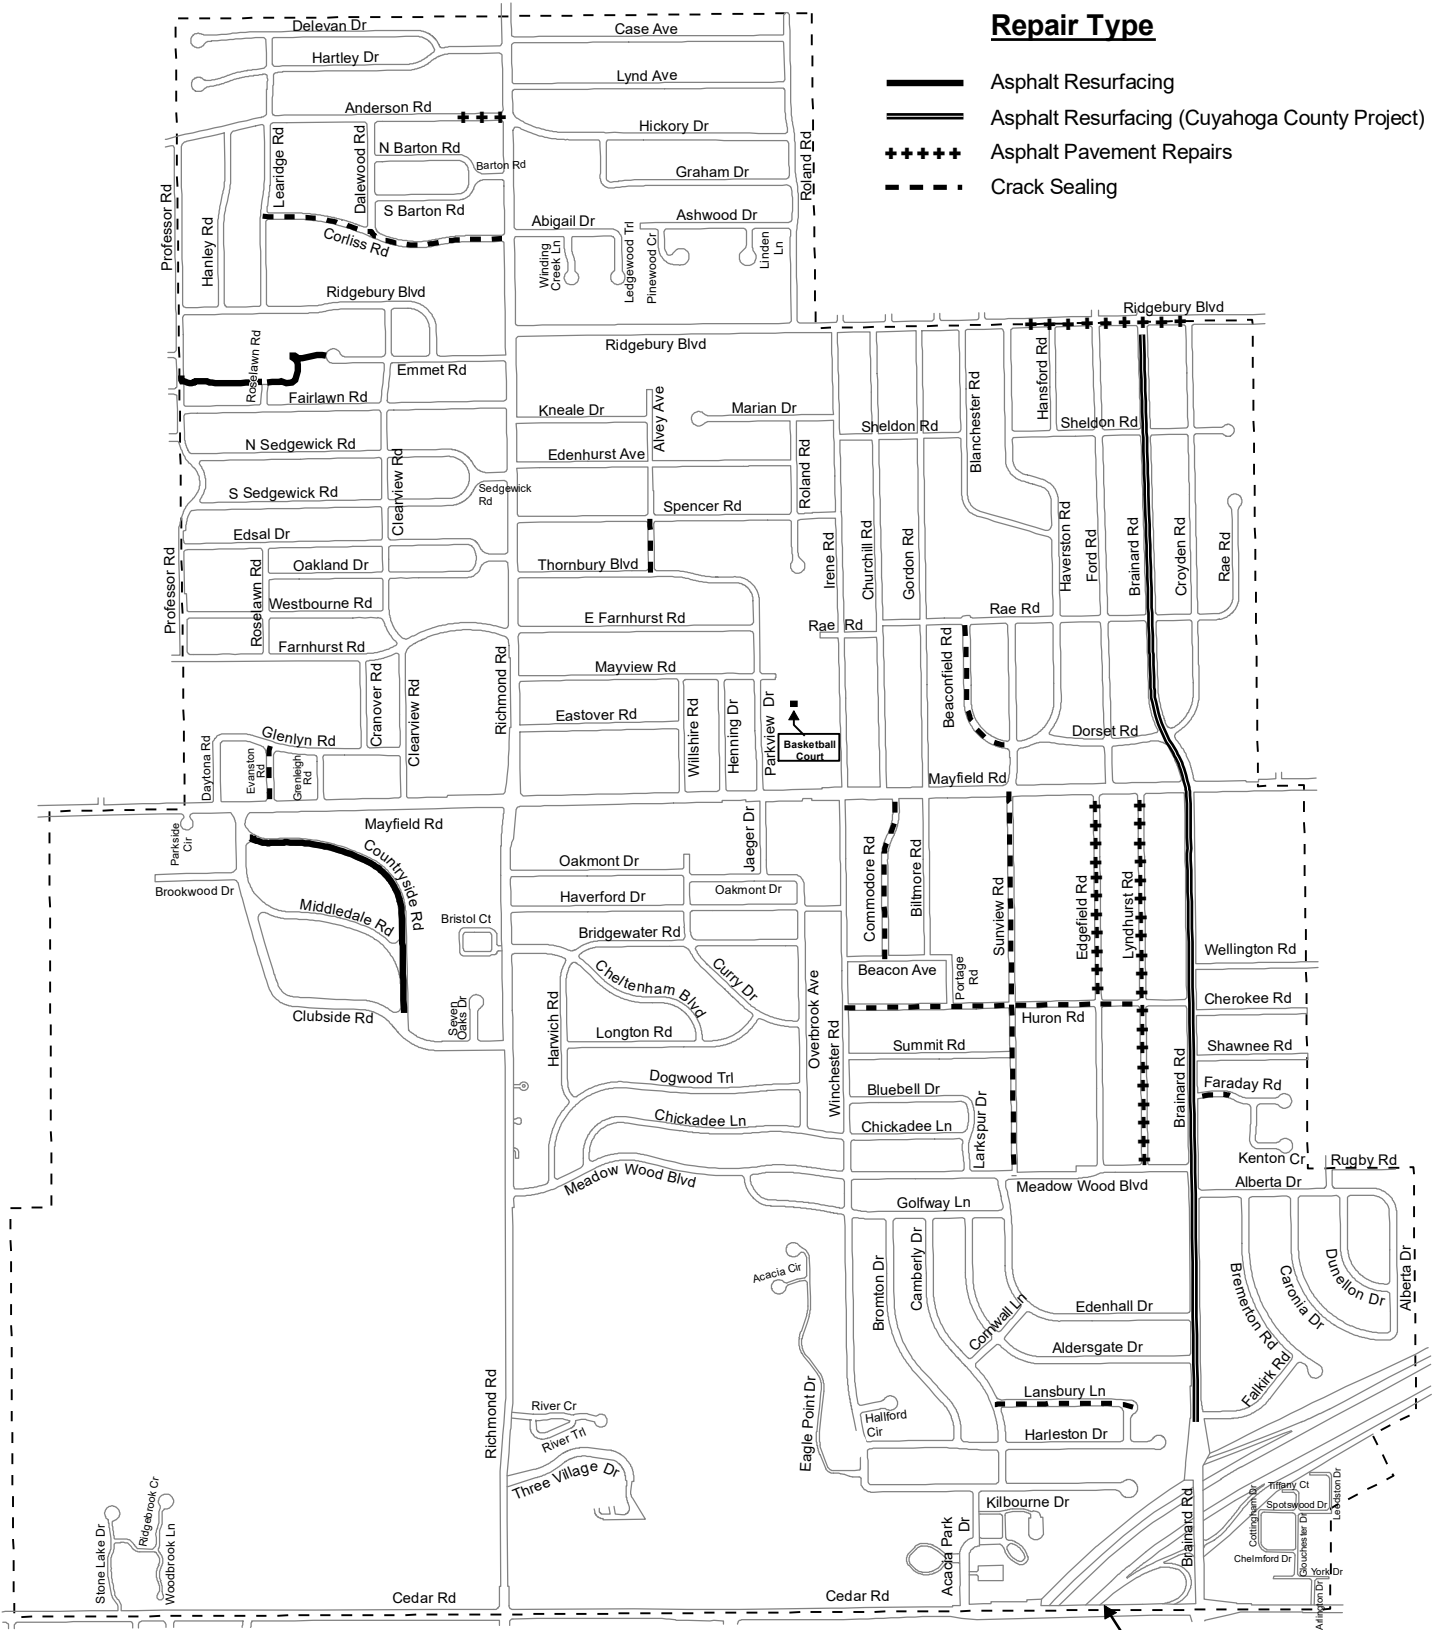 Repair Type
Asphalt Resurfacing
Asphalt Resurfacing (Cuyahoga County Project)
Asphalt Pavement Repairs
Crack Sealing
Delevan Dr
Case Ave
Hartley Dr
Lynd Ave
Anderson Rd
Hickory Dr
Learidge Rd
Dalewood Rd
N Barton Rd
Barton Rd
Graham Dr
Roland Rd
S Barton Rd
Professor Rd
Hanley Rd
Corliss Rd
Abigail Dr
Ashwood Dr
Winding
Creek Ln
Ledgewood Trl
Pinewood Cr
Linden
Ln
Ridgebury Blvd
Ridgebury Blvd
Ridgebury Blvd
Roselawn Rd
Emmet Rd
Fairlawn Rd
Hansford Rd
Blanchester Rd
Kneale Dr
Alvey Ave
Marian Dr
Sheldon Rd
Sheldon Rd
N Sedgewick Rd
Edenhurst Ave
Clearview Rd
Roland Rd
S Sedgewick Rd
Sedgewick
Rd
Spencer Rd
Edsal Dr
Professor Rd
Roselawn Rd
Oakland Dr
Thornbury Blvd
Irene Rd
Churchill Rd
Gordon Rd
Haverston Rd
Ford Rd
Brainard Rd
Croyden Rd
Rae Rd
Westbourne Rd
E Farnhurst Rd
Rae Rd
Rae Rd
Farnhurst Rd
Richmond Rd
Mayview Rd
Beaconfield Rd
Cranover Rd
Clearview Rd
Eastover Rd
Willshire Rd
Henning Dr
Parkview Dr
Basketball
Court
Dorset Rd
Glenlyn Rd
Daytona Rd
Evanston
Rd
Grenleigh
Rd
Mayfield Rd
Mayfield Rd
Parkside
Cir
Countryside Rd
Jaeger Dr
Brookwood Dr
Oakmont Dr
Oakmont Dr
Haverford Dr
Commodore Rd
Biltmore Rd
Sunview Rd
Edgefield Rd
Lyndhurst Rd
Middledale Rd
Bristol Ct
Bridgewater Rd
Wellington Rd
Beacon Ave
Portage
Rd
Cheltenham Blvd
Curry Dr
Cherokee Rd
Clubside Rd
Seven
Oaks Dr
Harwich Rd
Longton Rd
Overbrook Ave
Winchester Rd
Huron Rd
Summit Rd
Shawnee Rd
Dogwood Trl
Bluebell Dr
Brainard Rd
Faraday Rd
Chickadee Ln
Chickadee Ln
Larkspur Dr
Kenton Cr
Rugby Rd
Meadow Wood Blvd
Meadow Wood Blvd
Alberta Dr
Golfway Ln
Acacia Cir
Bromton Dr
Camberly Dr
Cornwall Ln
Edenhall Dr
Aldersgate Dr
Bremerton Rd
Caronia Dr
Dunellon Dr
Alberta Dr
Falkirk Rd
Richmond Rd
River Cr
River Trl
Three Village Dr
Eagle Point Dr
Hallford
Cir
Lansbury Ln
Harleston Dr
Kilbourne Dr
Acacia Park
Dr
Brainard Rd
Tiffany Ct
Spotswood Dr
Leedston Dr
Cottingham Dr
Glouchester Dr
Chelmford Dr
York Dr
Arlington Dr
Stone Lake Dr
Ridgebrook Cr
Woodbrook Ln
Cedar Rd
Cedar Rd